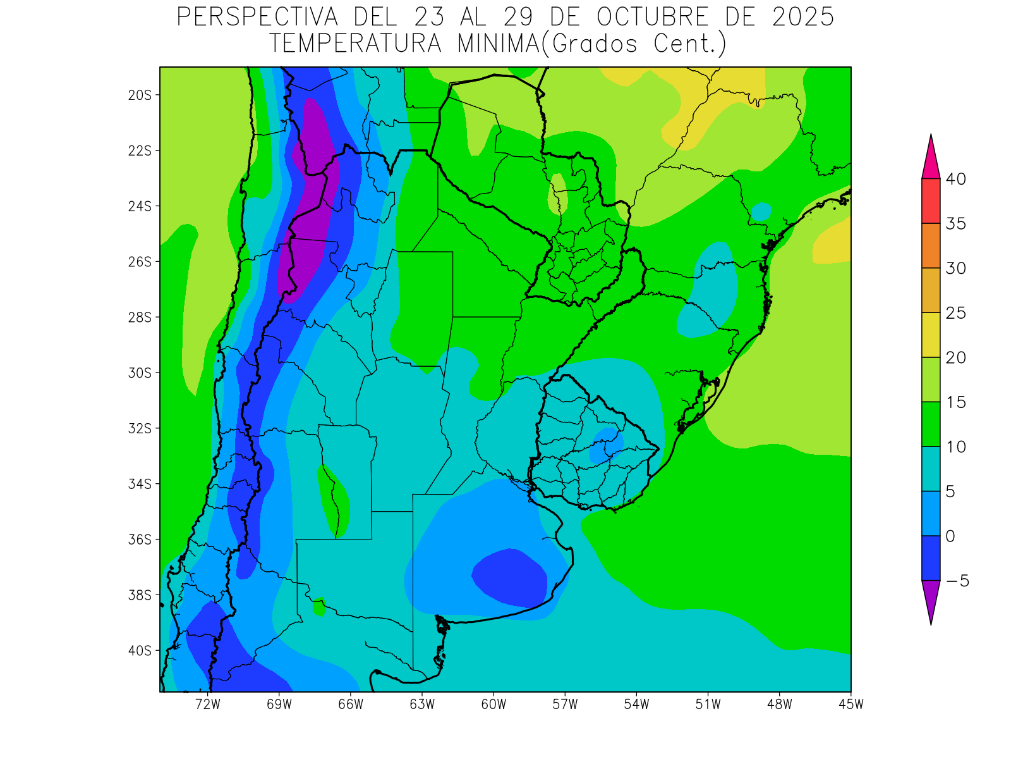 PERSPECTIVA DEL 23 AL 29 DE OCTUBRE DE 2025
TEMPERATURA MINIMA(Grados Cent.)
20S
22S
24S
26S
28S
30S
32S
34S
36S
38S
40S
72W 69W 66W 63W 60W 57W 54W 51W 48W 45W
40
35
30
25
20
15
10
5
0
−5